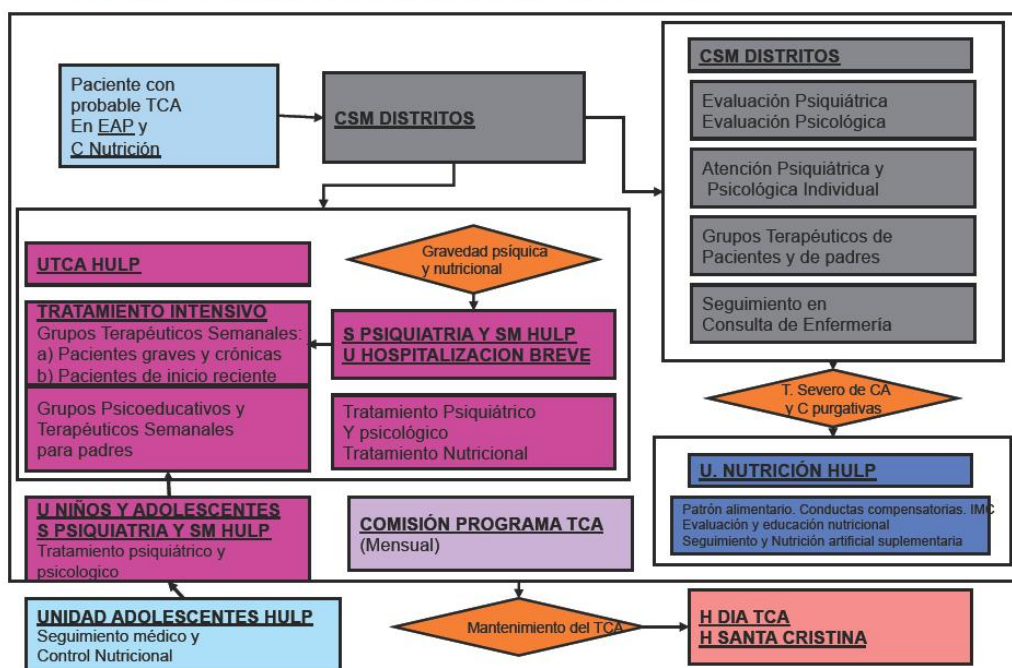 Paciente con
probable TCA
En EAP y
C Nutrición
CSM DISTRITOS
CSM DISTRITOS
Evaluación Psiquiátrica
Evaluación Psicológica
Atención Psiquiátrica y
Psicológica Individual
Grupos Terapéuticos de
Pacientes y de padres
Seguimiento en
Consulta de Enfermería
UTCA HULP
Gravedad psíquica
y nutricional
TRATAMIENTO INTENSIVO
Grupos Terapéuticos Semanales:
a) Pacientes graves y crónicas
b) Pacientes de inicio reciente
S PSIQUIATRIA Y SM HULP
U HOSPITALIZACION BREVE
Grupos Psicoeducativos y
Terapéuticos Semanales
para padres
Tratamiento Psiquiátrico
Y psicológico
Tratamiento Nutricional
T. Severo de CA
y C purgativas
U. NUTRICIÓN HULP
Patrón alimentario. Conductas compensatorias. IMC
Evaluación y educación nutricional
Seguimiento y Nutrición artificial suplementaria
U NIÑOS Y ADOLESCENTES
S PSIQUIATRIA Y SM HULP
Tratamiento psiquiátrico y
psicologico
COMISIÓN PROGRAMA TCA
(Mensual)
UNIDAD ADOLESCENTES HULP
Seguimiento médico y
Control Nutricional
Mantenimiento del TCA
H DIA TCA
H SANTA CRISTINA